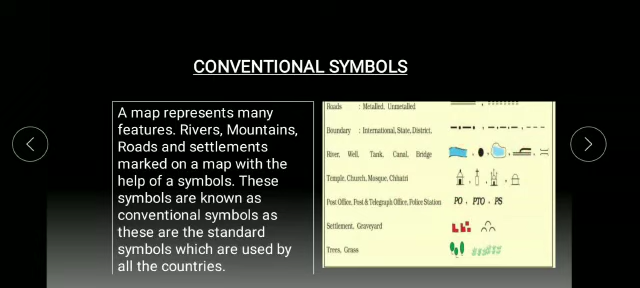 CONVENTIONAL SYMBOLS
A map represents many
features. Rivers, Mountains,
Roads and settlements
marked on a map with the
help of a symbols. These
symbols are known as
conventional symbols as
these are the standard
symbols which are used by
all the countries.
Roads : Metalled, Unmetalled
Boundary : International, State, District,
River, Well, Tank, Canal, Bridge
Temple, Church, Mosque, Chhatri
Post Office, Post & Telegraph Office, Police Station PO, PTO, PS
Settlement, Graveyard
Trees, Grass